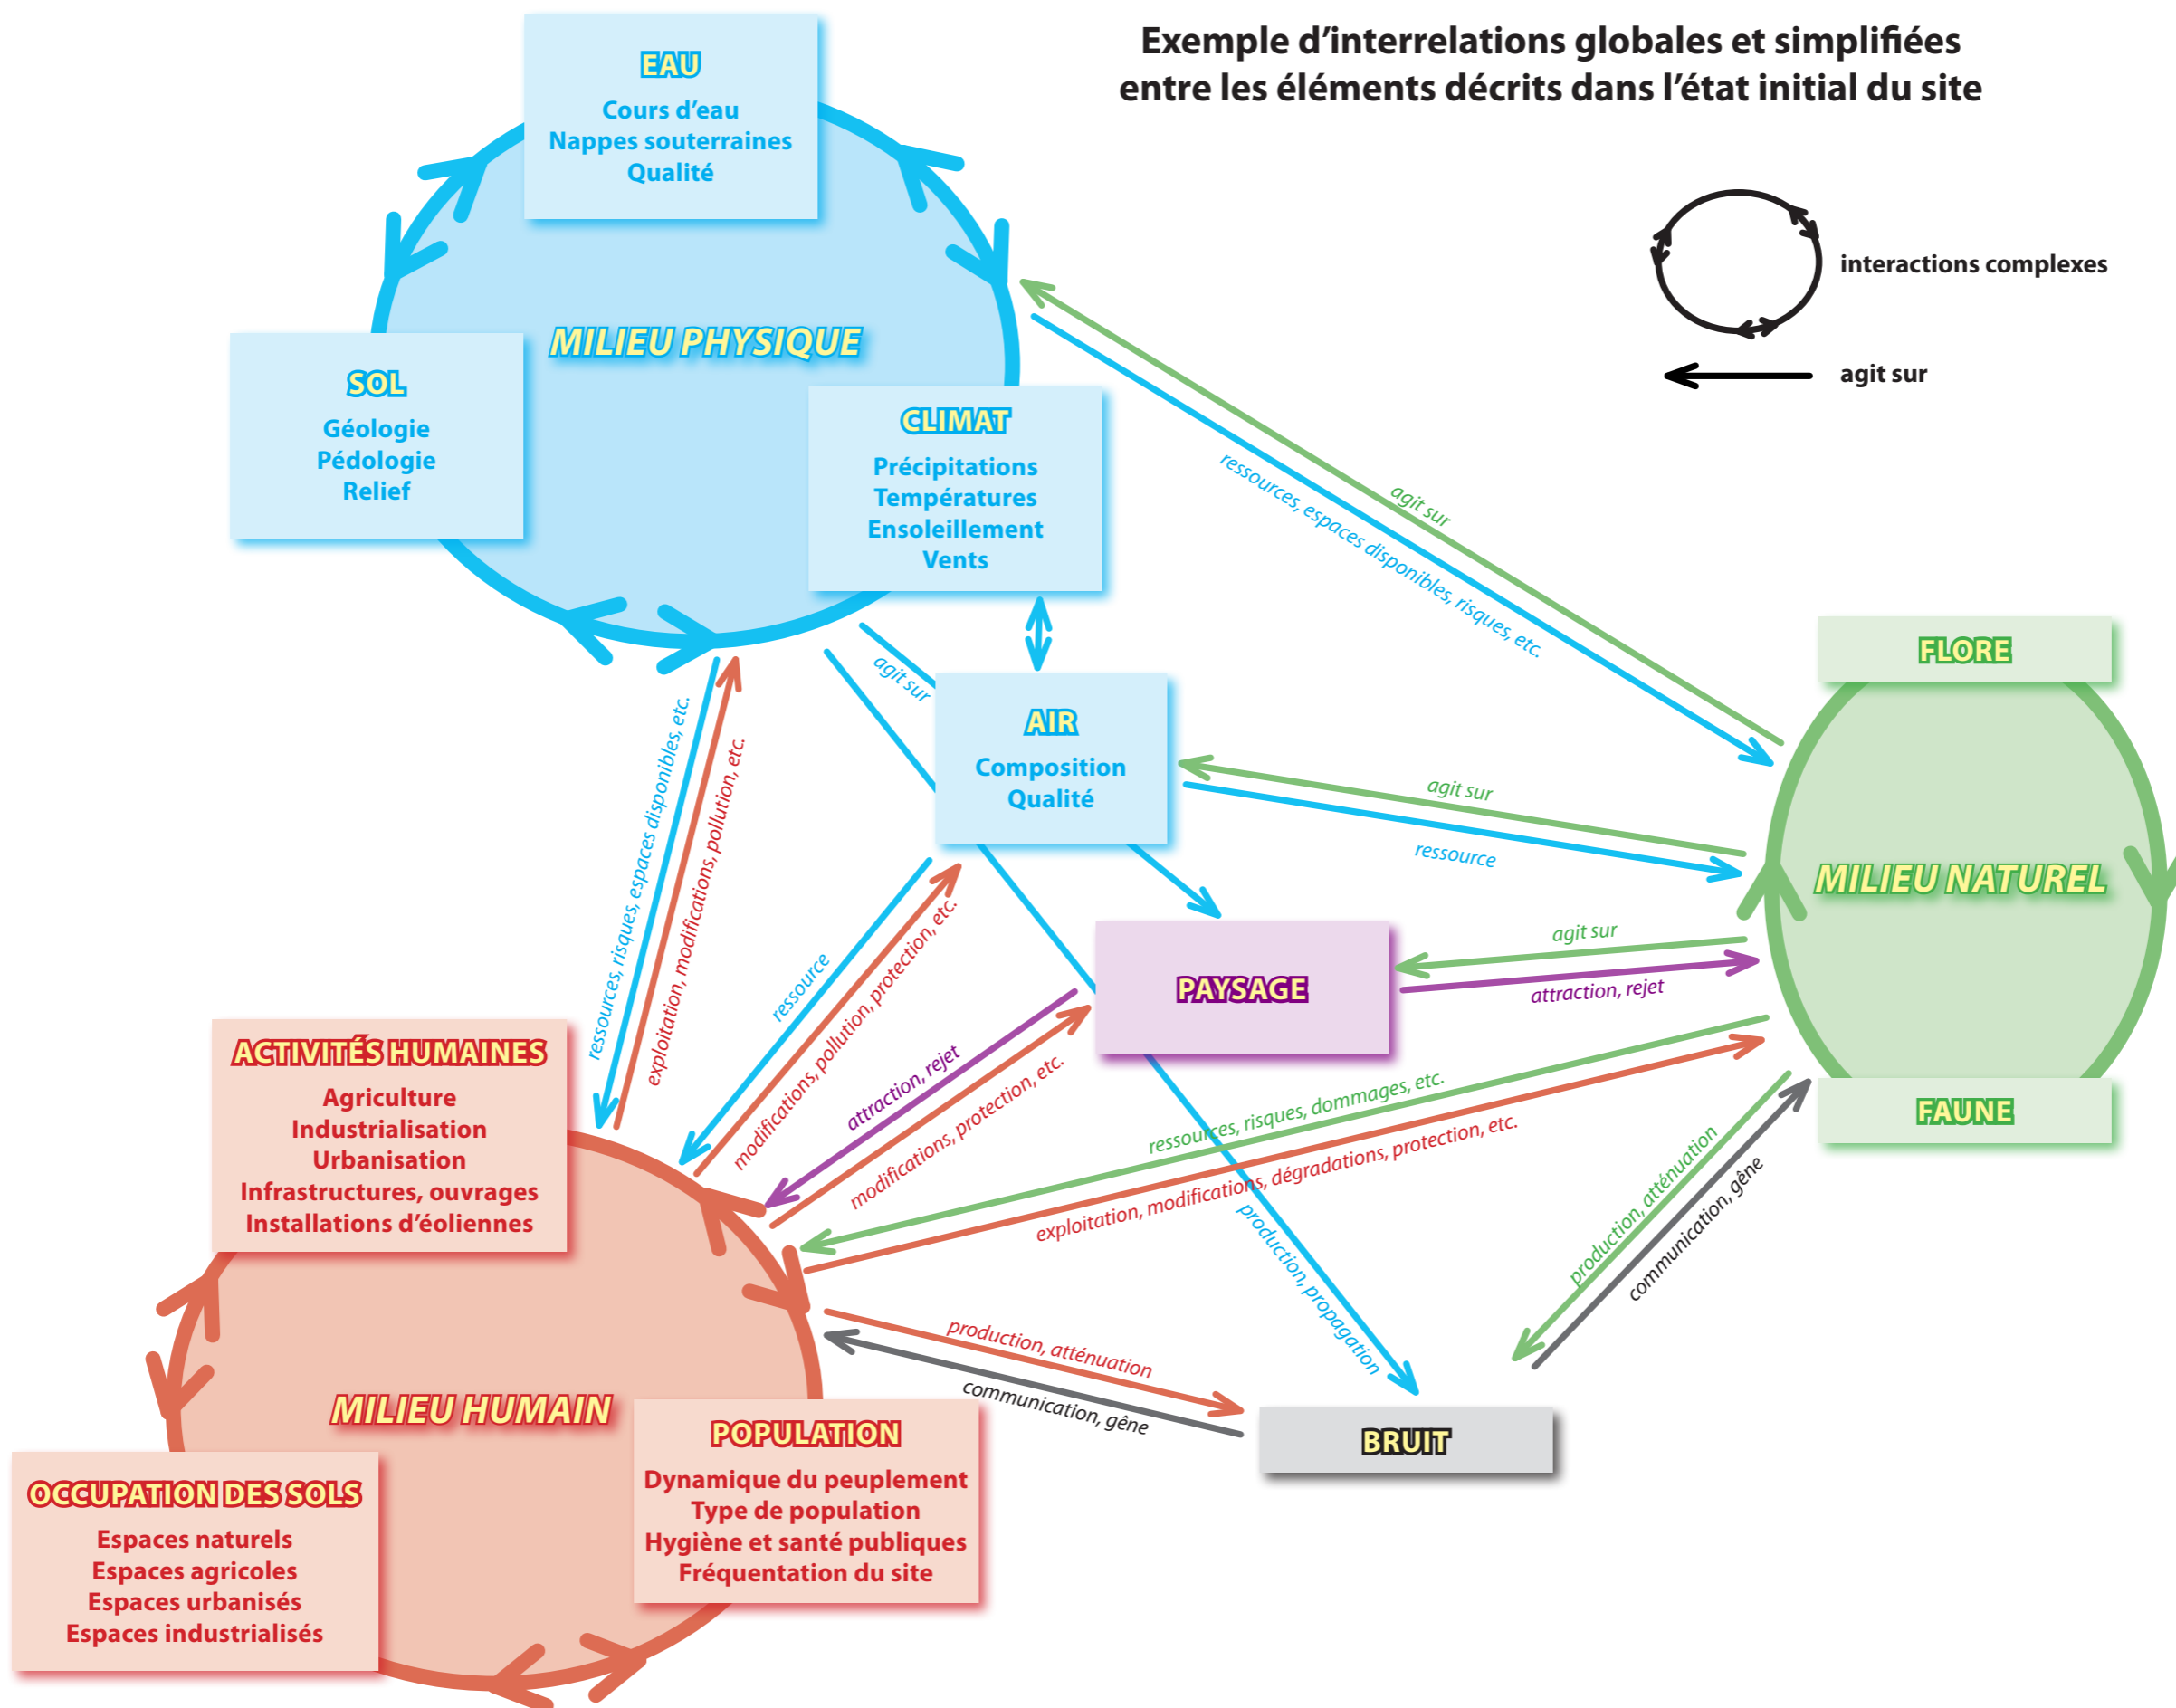 Exemple d’interrelations globales et simplifiées
entre les éléments décrits dans l’état initial du site
interactions complexes
agit sur
EAU
Cours d’eau
Nappes souterraines
Qualité
MILIEU PHYSIQUE
SOL
Géologie
Pédologie
Relief
CLIMAT
Précipitations
Températures
Ensoleillement
Vents
agit sur
ressources, espaces disponibles, risques, etc.
FLORE
agit sur
AIR
Composition
Qualité
agit sur
ressource
MILIEU NATUREL
ressources, risques, espaces disponibles, etc.
exploitation, modifications, pollution, etc.
ressource
modifications, pollution, protection, etc.
PAYSAGE
agit sur
attraction, rejet
attraction, rejet
modifications, protection, etc.
ressources, risques, dommages, etc.
exploitation, modifications, dégradations, protection, etc.
FAUNE
production, atténuation
communication, gêne
production, propagation
ACTIVITÉS HUMAINES
Agriculture
Industrialisation
Urbanisation
Infrastructures, ouvrages
Installations d’éoliennes
production, atténuation
communication, gêne
MILIEU HUMAIN
BRUIT
POPULATION
Dynamique du peuplement
Type de population
Hygiène et santé publiques
Fréquentation du site
OCCUPATION DES SOLS
Espaces naturels
Espaces agricoles
Espaces urbanisés
Espaces industrialisés